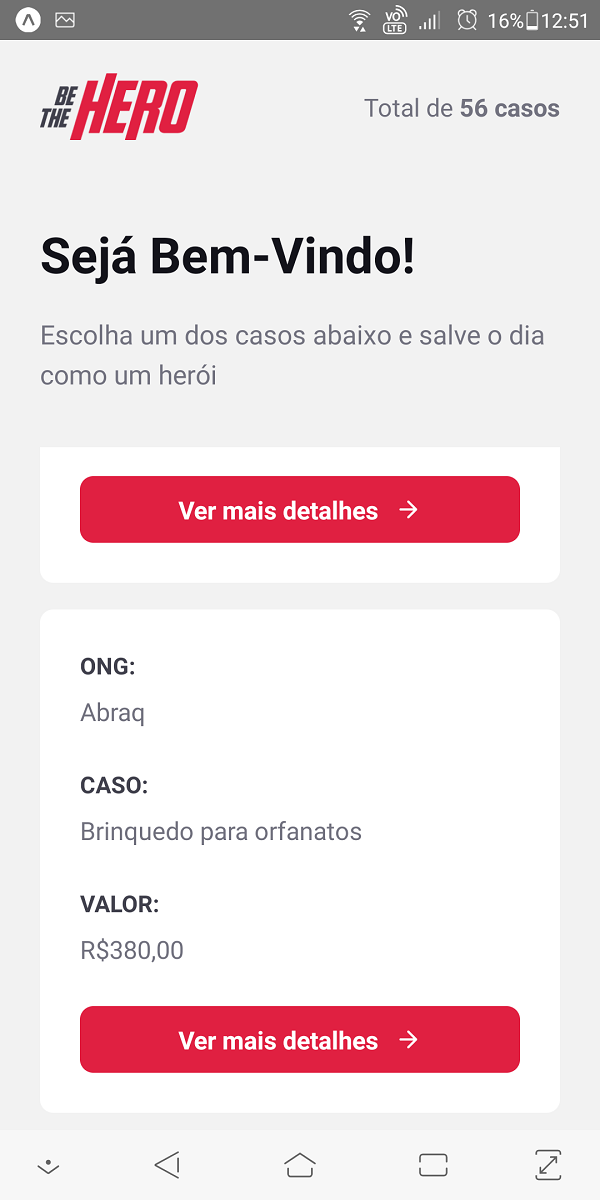 VO LTE 16% 12:51
BE THE HERO
Total de 56 casos
Sejá Bem-Vindo!
Escolha um dos casos abaixo e salve o dia
como um herói
Ver mais detalhes
ONG:
Abraq
CASO:
Brinquedo para orfanatos
VALOR:
R$380,00
Ver mais detalhes